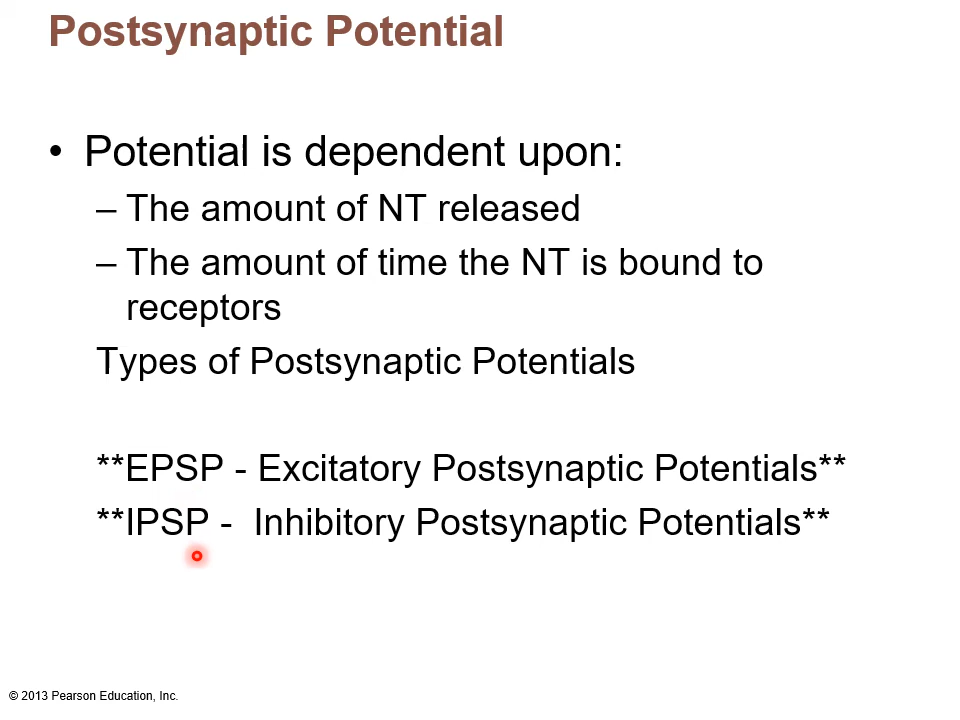 Postsynaptic Potential
• Potential is dependent upon:
– The amount of NT released
– The amount of time the NT is bound to
receptors
Types of Postsynaptic Potentials
**EPSP - Excitatory Postsynaptic Potentials**
**IPSP -  Inhibitory Postsynaptic Potentials**
© 2013 Pearson Education, Inc.